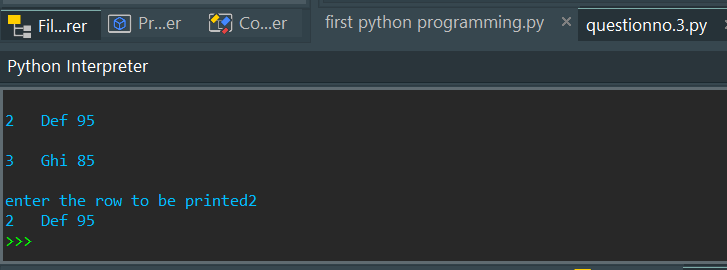 Fil...rer Pr...er Co...er first python programming.py questionno.3.py
Python Interpreter
2 Def 95
3 Ghi 85
enter the row to be printed2
2 Def 95
>>>